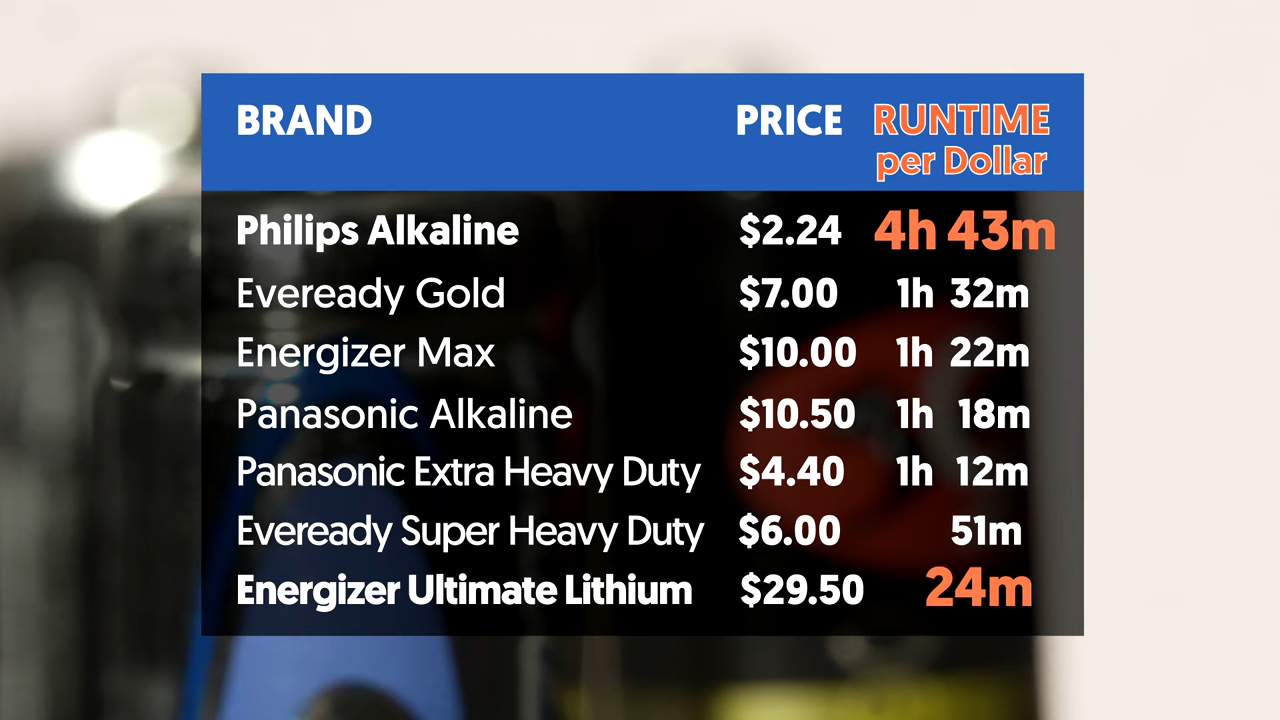 BRAND PRICE RUNTIME
per Dollar
Philips Alkaline $2.24 4h 43m
Eveready Gold $7.00 1h 32m
Energizer Max $10.00 1h 22m
Panasonic Alkaline $10.50 1h 18m
Panasonic Extra Heavy Duty $4.40 1h 12m
Eveready Super Heavy Duty $6.00 51m
Energizer Ultimate Lithium $29.50 24m